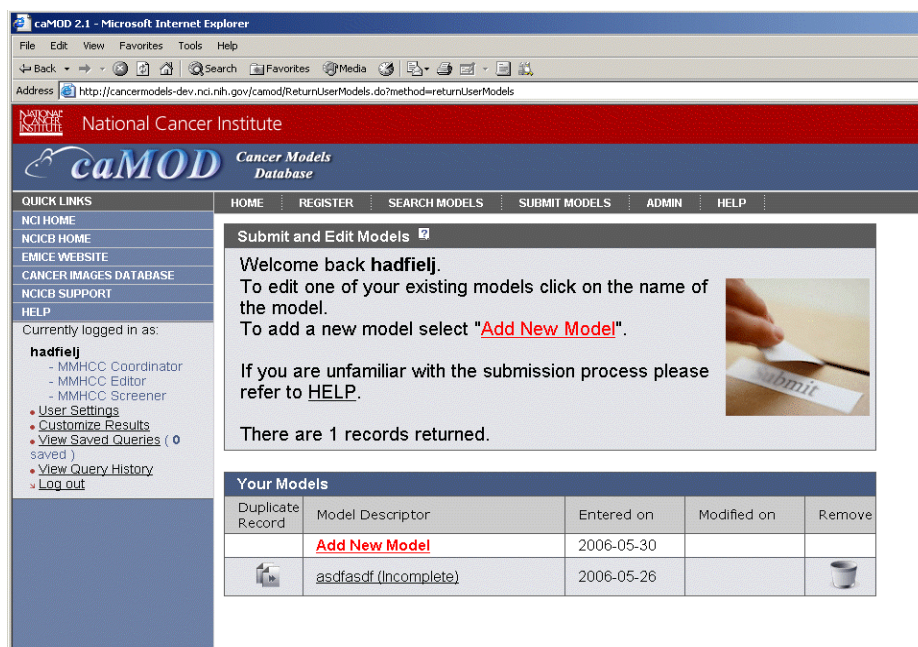 caMOD 2.1 - Microsoft Internet Explorer
File Edit View Favorites Tools Help
Back Search Favorites Media
Address http://cancermodels-dev.nci.nih.gov/camod/ReturnUserModels.do?method=returnUserModels
NATIONAL CANCER INSTITUTE National Cancer Institute
caMOD Cancer Models Database
QUICK LINKS
HOME REGISTER SEARCH MODELS SUBMIT MODELS ADMIN HELP
NCI HOME
NCICB HOME
EMICE WEBSITE
CANCER IMAGES DATABASE
NCICB SUPPORT
HELP
Currently logged in as:
hadfielj
- MMHCC Coordinator
- MMHCC Editor
- MMHCC Screener
User Settings
Customize Results
View Saved Queries ( 0
saved )
View Query History
Log out
Submit and Edit Models ?
Welcome back hadfielj.
To edit one of your existing models click on the name of
the model.
To add a new model select "Add New Model".
If you are unfamiliar with the submission process please
refer to HELP.
There are 1 records returned.
Submit
Your Models
Duplicate Record Model Descriptor Entered on Modified on Remove
Add New Model 2006-05-30
asdfasdf (Incomplete) 2006-05-26